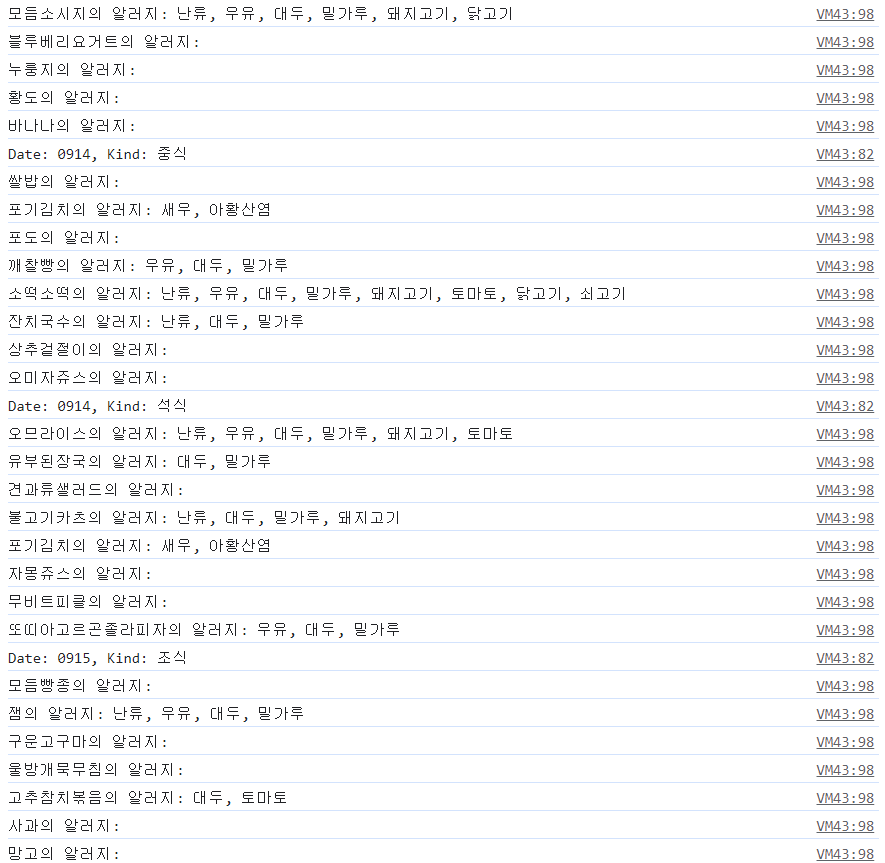 모듬소시지의 알러지: 난류, 우유, 대두, 밀가루, 돼지고기, 닭고기 VM43:98
블루베리요거트의 알러지: VM43:98
누룽지의 알러지: VM43:98
황도의 알러지: VM43:98
바나나의 알러지: VM43:98
Date: 0914, Kind: 중식 VM43:82
쌀밥의 알러지: VM43:98
포기김치의 알러지: 새우, 아황산염 VM43:98
포도의 알러지: VM43:98
깨찰빵의 알러지: 우유, 대두, 밀가루 VM43:98
소떡소떡의 알러지: 난류, 우유, 대두, 밀가루, 돼지고기, 토마토, 닭고기, 쇠고기 VM43:98
잔치국수의 알러지: 난류, 대두, 밀가루 VM43:98
상추겉절이의 알러지: VM43:98
오미자쥬스의 알러지: VM43:98
Date: 0914, Kind: 석식 VM43:82
오므라이스의 알러지: 난류, 우유, 대두, 밀가루, 돼지고기, 토마토 VM43:98
유부된장국의 알러지: 대두, 밀가루 VM43:98
견과류샐러드의 알러지: VM43:98
불고기카츠의 알러지: 난류, 대두, 밀가루, 돼지고기 VM43:98
포기김치의 알러지: 새우, 아황산염 VM43:98
자몽쥬스의 알러지: VM43:98
무비트피클의 알러지: VM43:98
또띠아고르곤졸라피자의 알러지: 우유, 대두, 밀가루 VM43:98
Date: 0915, Kind: 조식 VM43:82
모듬빵종의 알러지: VM43:98
잼의 알러지: 난류, 우유, 대두, 밀가루 VM43:98
구운고구마의 알러지: VM43:98
올방개묵무침의 알러지: VM43:98
고추참치볶음의 알러지: 대두, 토마토 VM43:98
사과의 알러지: VM43:98
망고의 알러지: VM43:98